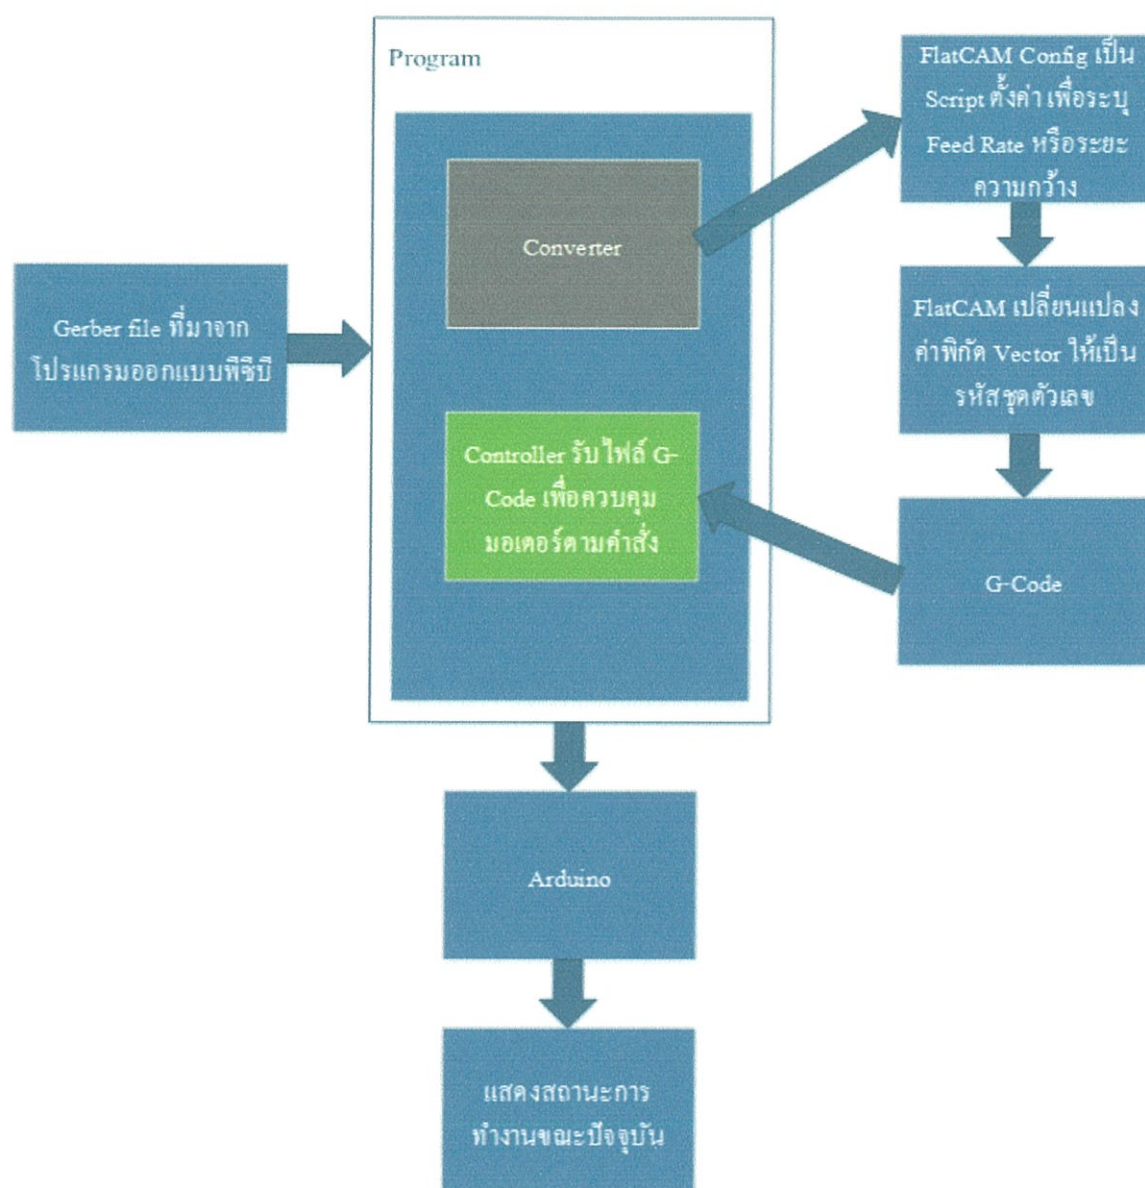 Program
FlatCAM Config เป็น
Script ตั้งค่า เพื่อระบุ
Feed Rate หรือระยะ
ความกว้าง
Converter
Gerber file ที่มาจาก
โปรแกรมออกแบบพีซีบี
FlatCAM เปลี่ยนแปลง
ค่าพิกัด Vector ให้เป็น
รหัสชุดตัวเลข
Controller รับไฟล์ G-
Code เพื่อควบคุม
มอเตอร์ตามคำสั่ง
G-Code
Arduino
แสดงสถานะการ
ทำงานขณะปัจจุบัน